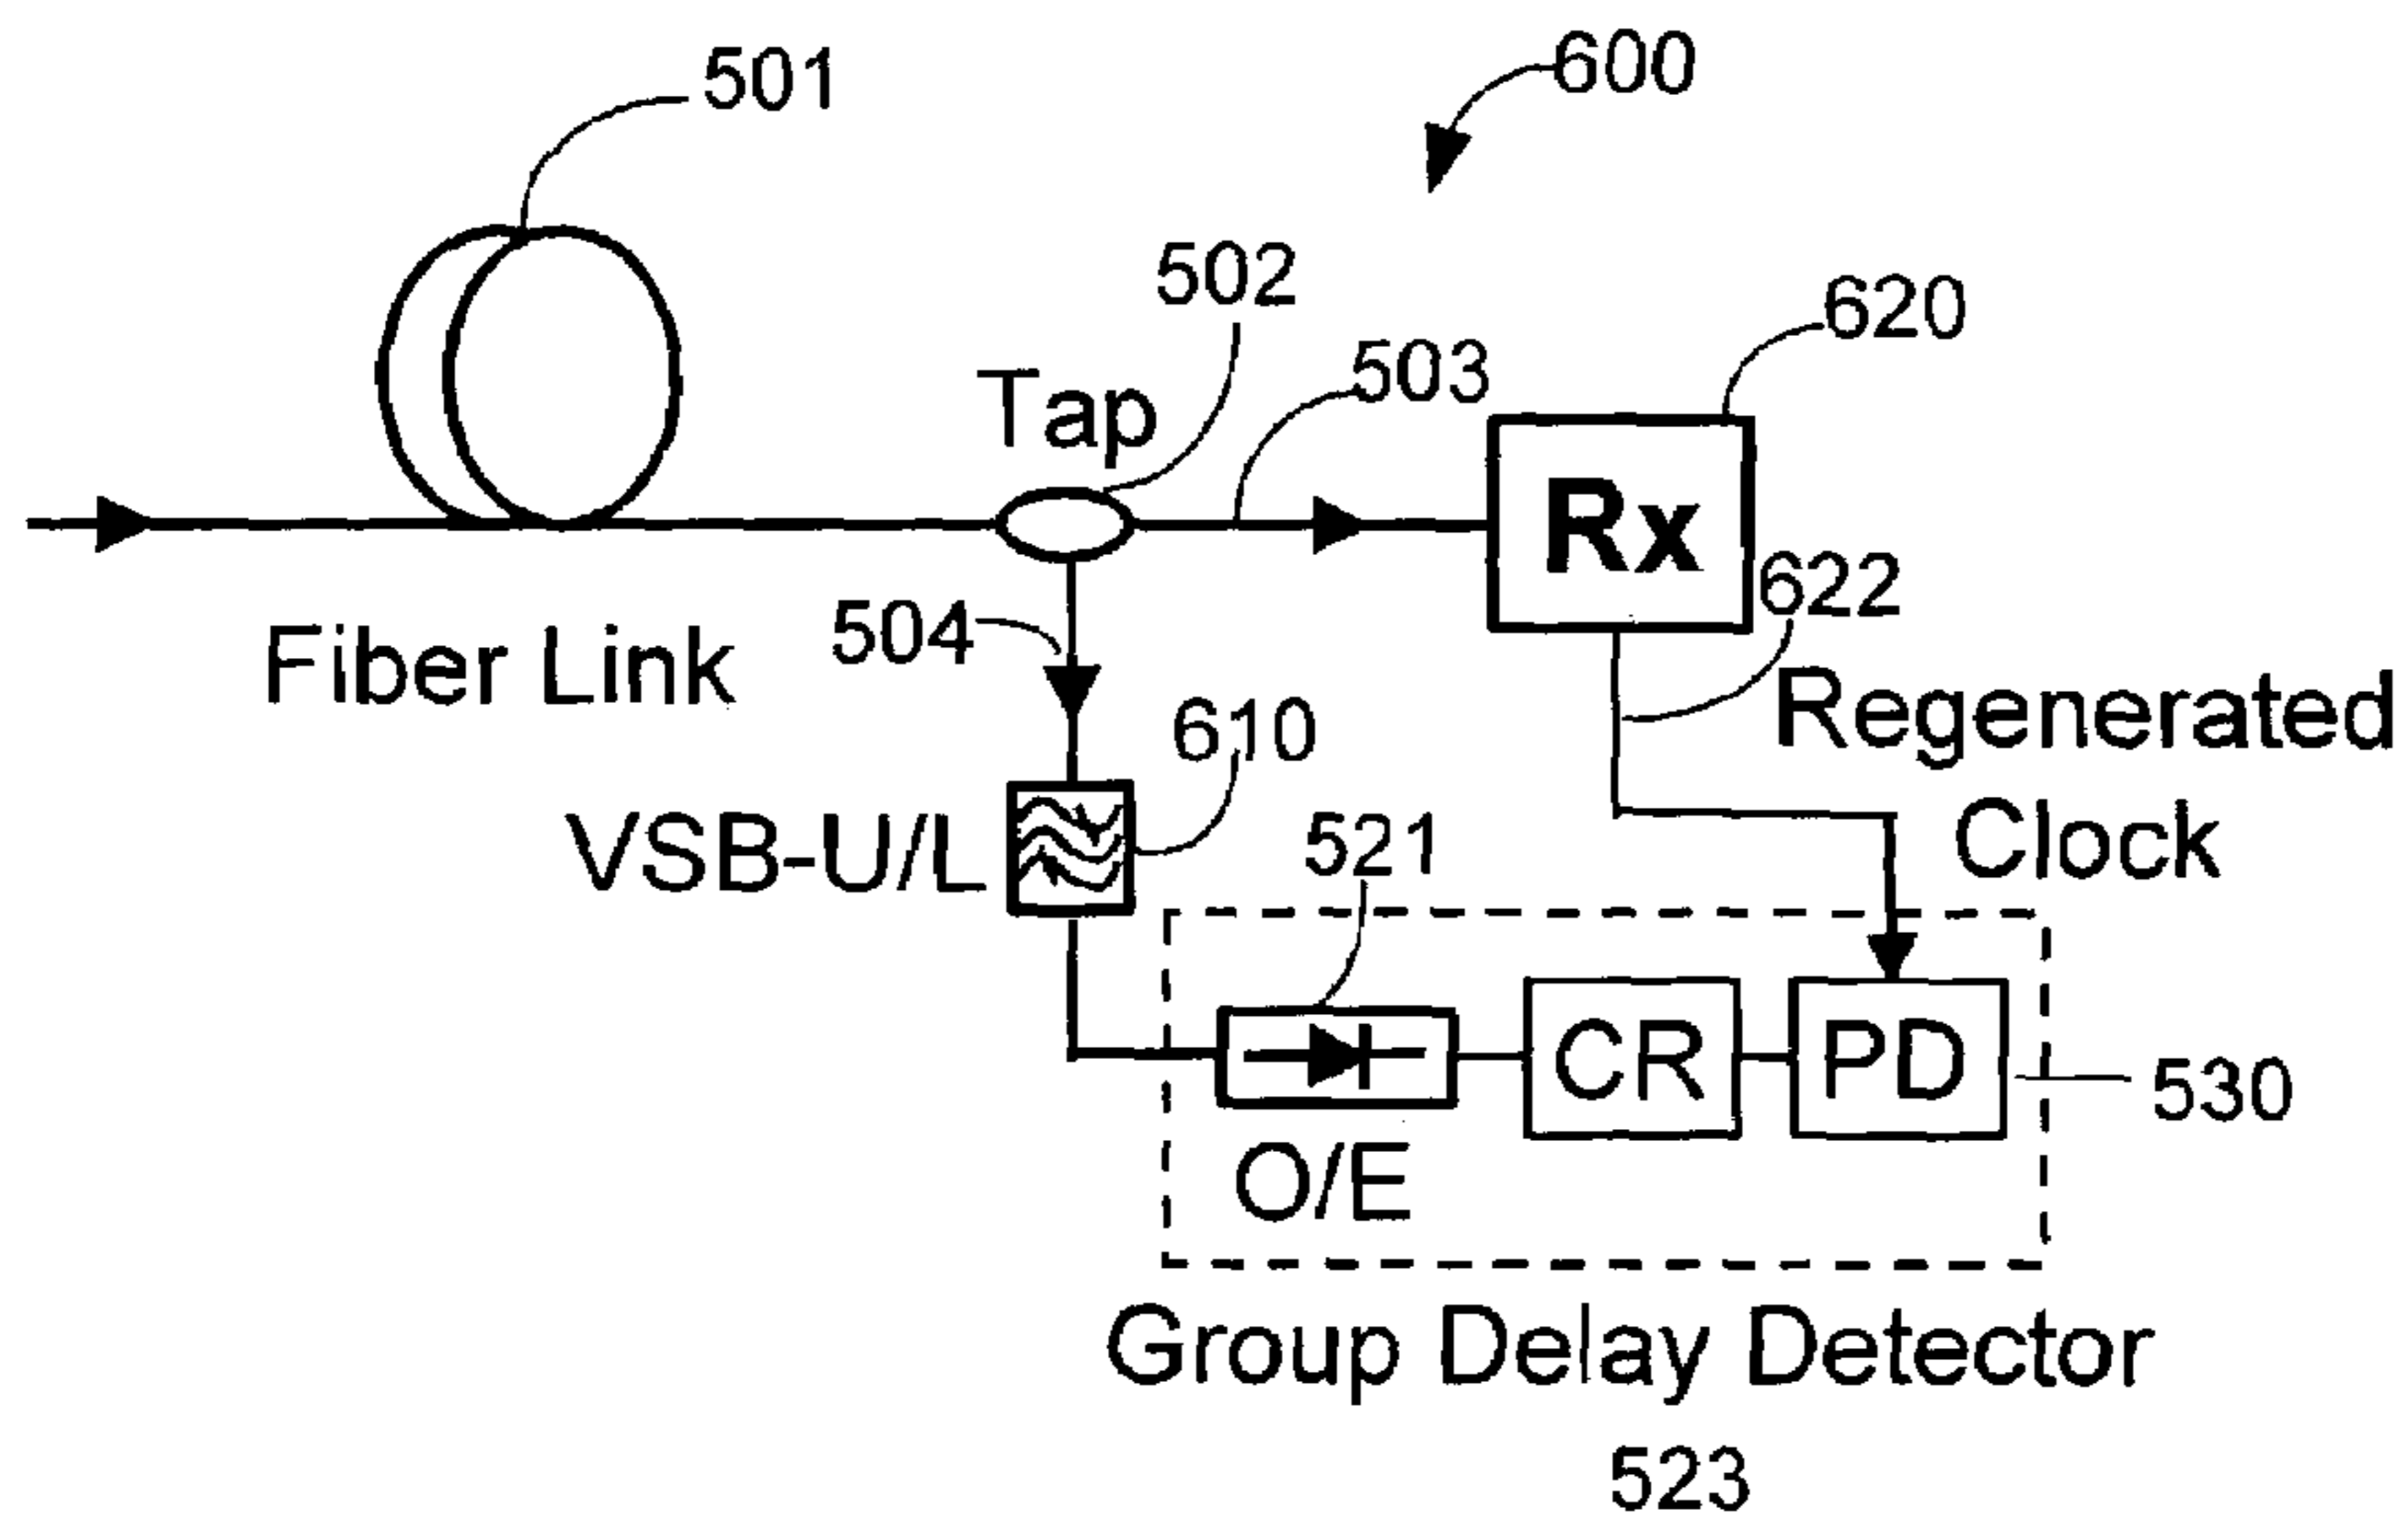 600
501
502
620
503
Tap
Rx
622
504
Fiber Link
Regenerated
610
VSB-U/L
521
Clock
CR
PD
530
O/E
Group Delay Detector
523